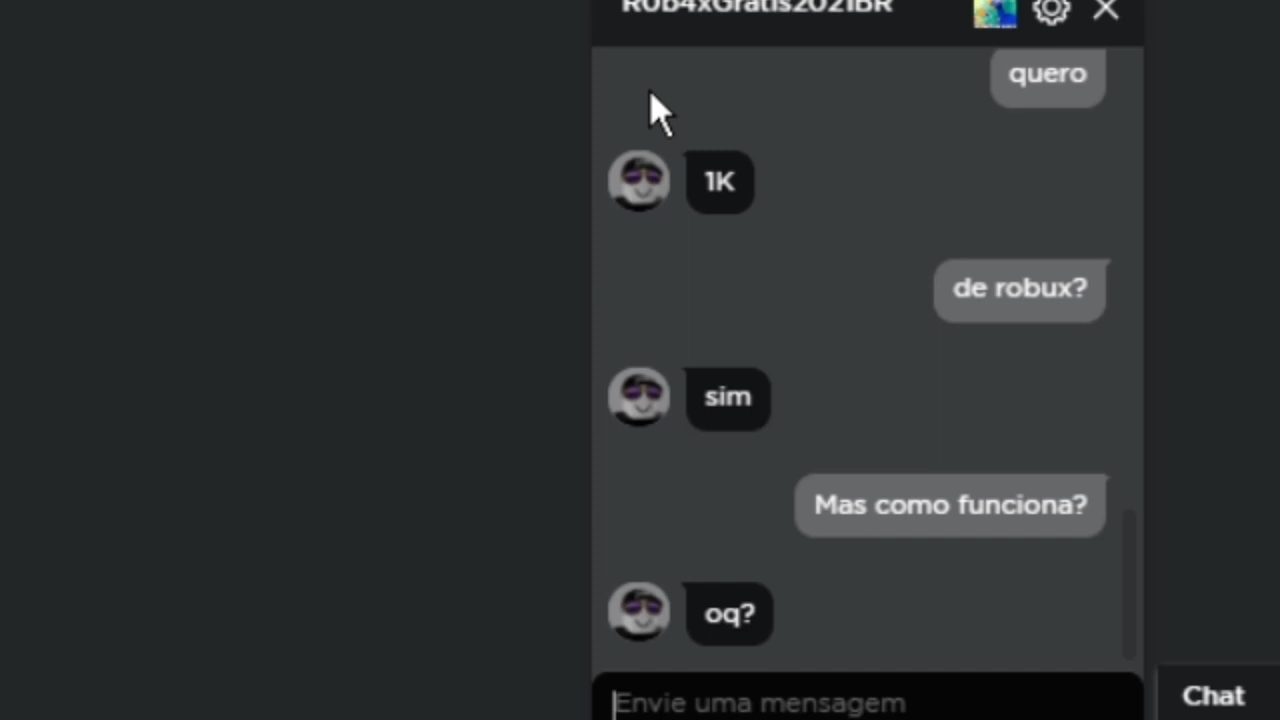 R0b4xGratis2021BR
quero
1K
de robux?
sim
Mas como funciona?
oq?
Envie uma mensagem
Chat